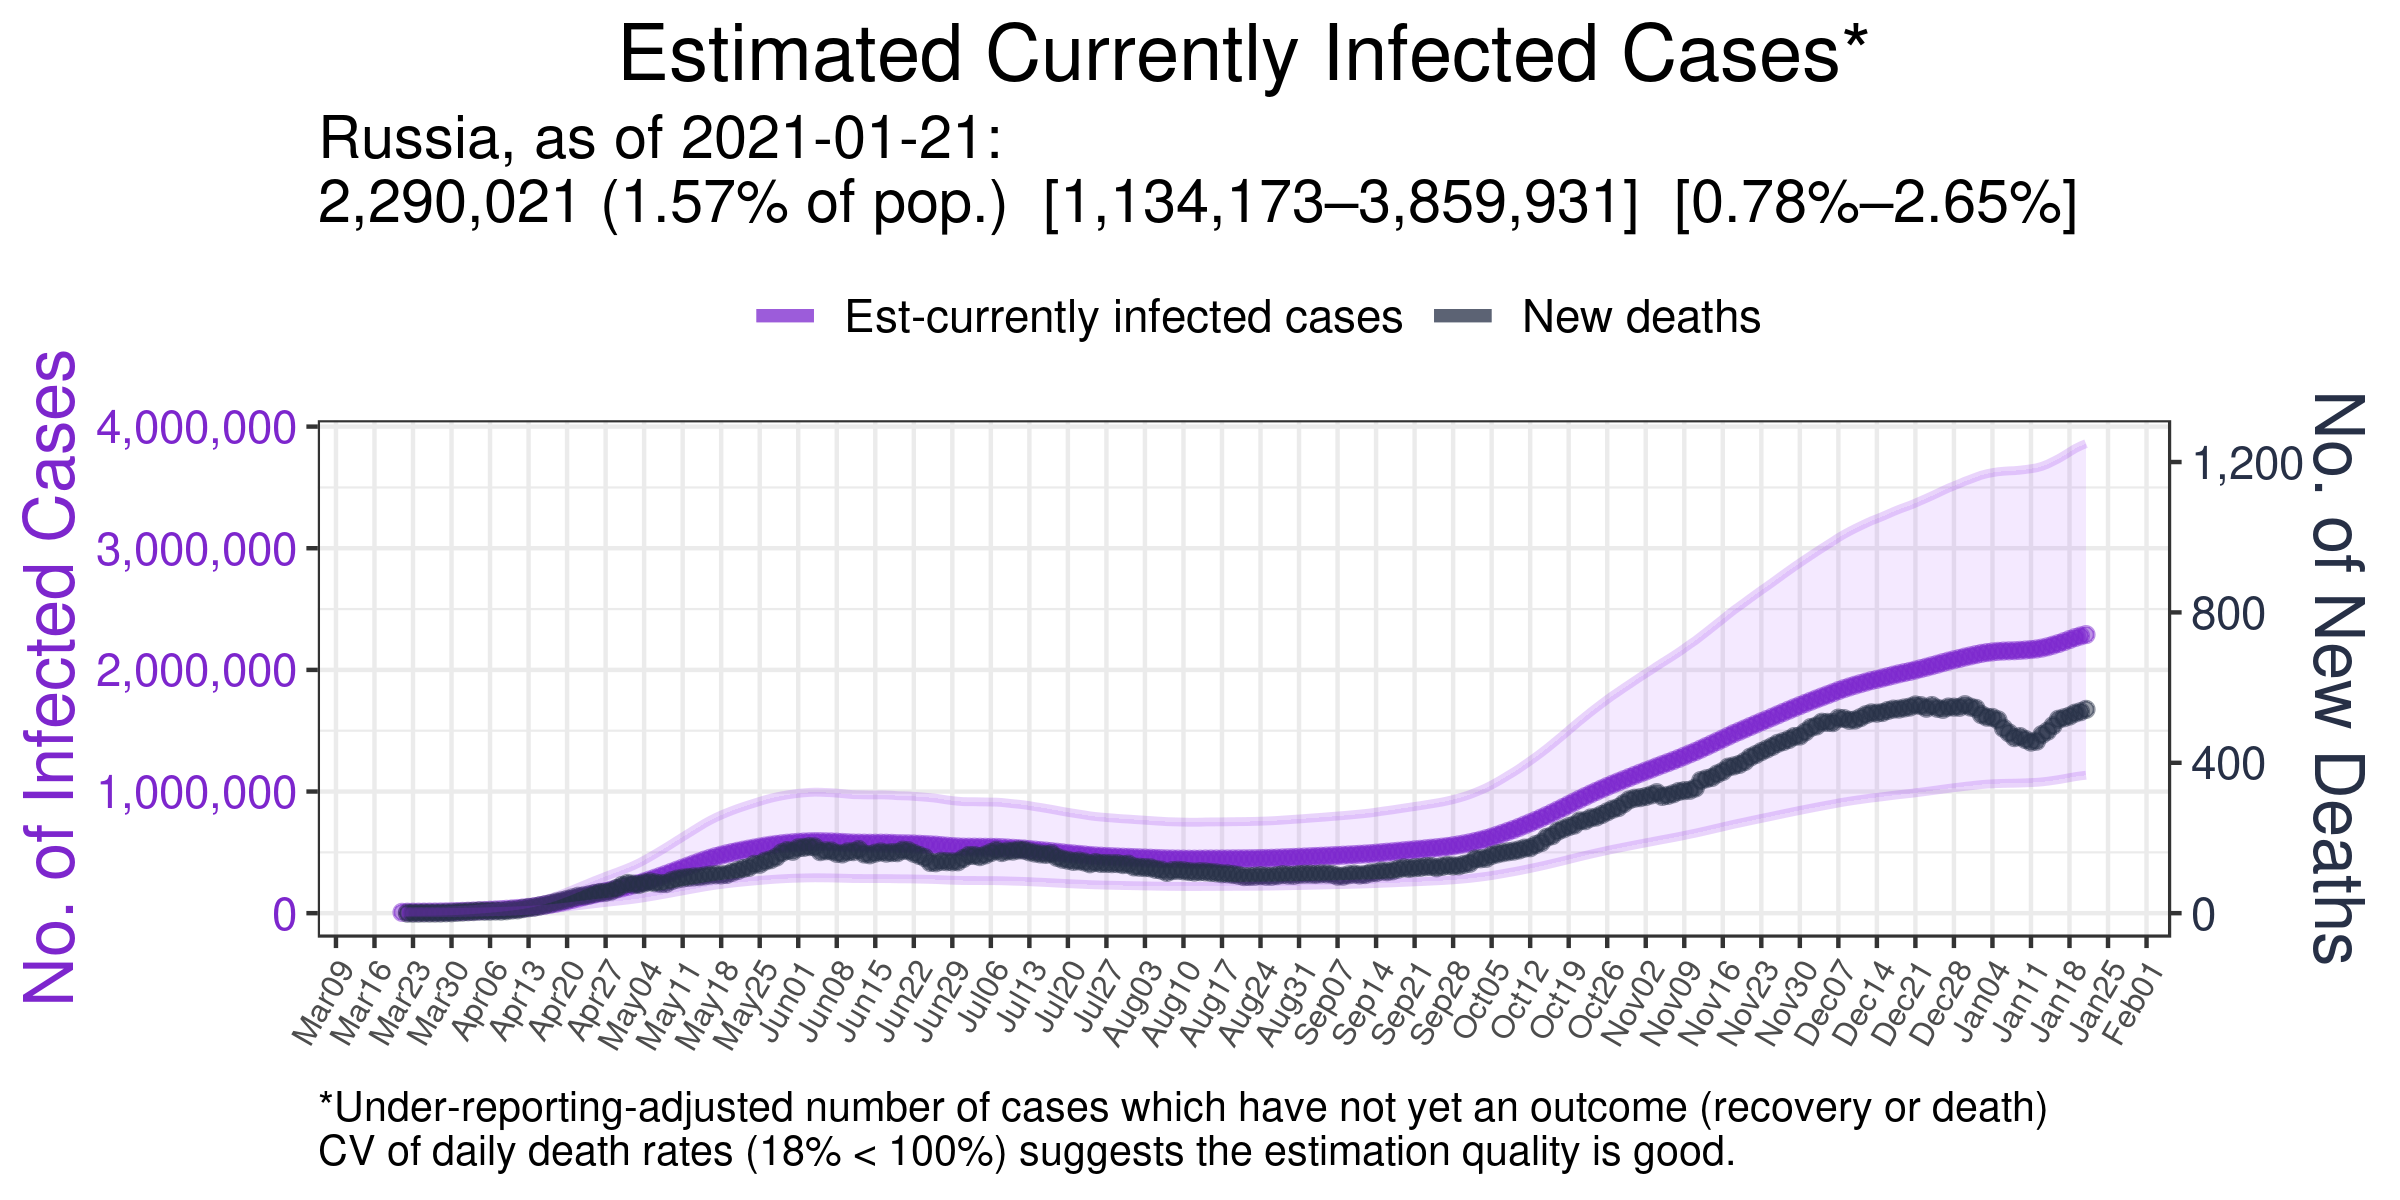 Estimated Currently Infected Cases*
Russia, as of 2021-01-21:
2,290,021 (1.57% of pop.) [1,134,173–3,859,931] [0.78%–2.65%]
Est-currently infected cases New deaths
No. of Infected Cases
4,000,000
3,000,000
2,000,000
1,000,000
0
1,200
800
400
0
No. of New Deaths
Mar09 Mar16 Mar23 Mar30 Apr06 Apr13 Apr20 Apr27 May04 May11 May18 May25 Jun01 Jun08 Jun15 Jun22 Jun29 Jul06 Jul13 Jul20 Jul27 Aug03 Aug10 Aug17 Aug24 Aug31 Sep07 Sep14 Sep21 Sep28 Oct05 Oct12 Oct19 Oct26 Nov02 Nov09 Nov16 Nov23 Nov30 Dec07 Dec14 Dec21 Dec28 Jan04 Jan11 Jan18 Jan25 Feb01
*Under-reporting-adjusted number of cases which have not yet an outcome (recovery or death)
CV of daily death rates (18% < 100%) suggests the estimation quality is good.